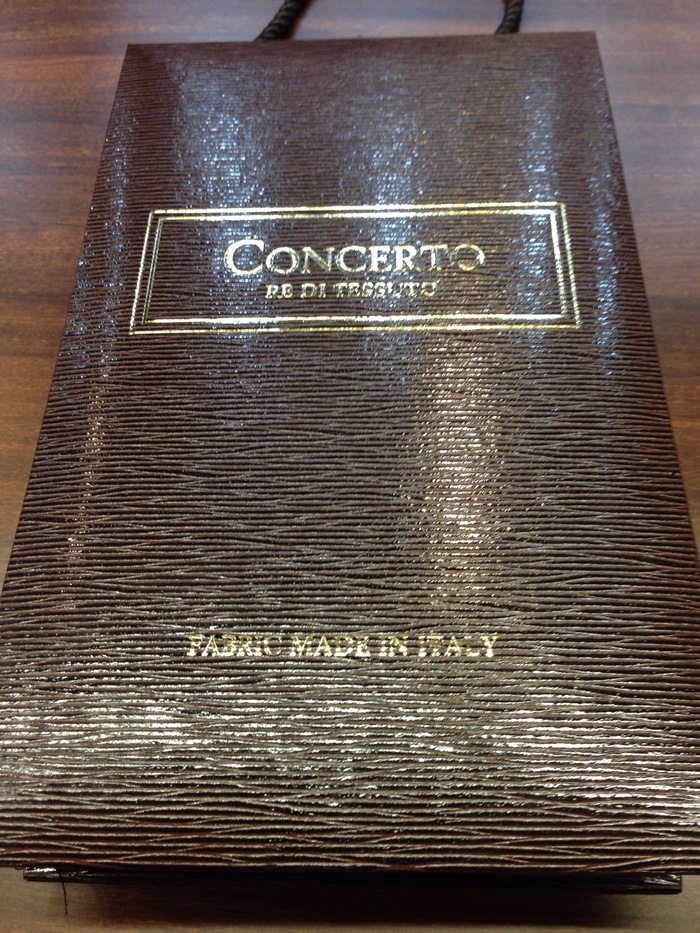 CONCERTO
RE DI TESSUTO
FABRIC MADE IN ITALY